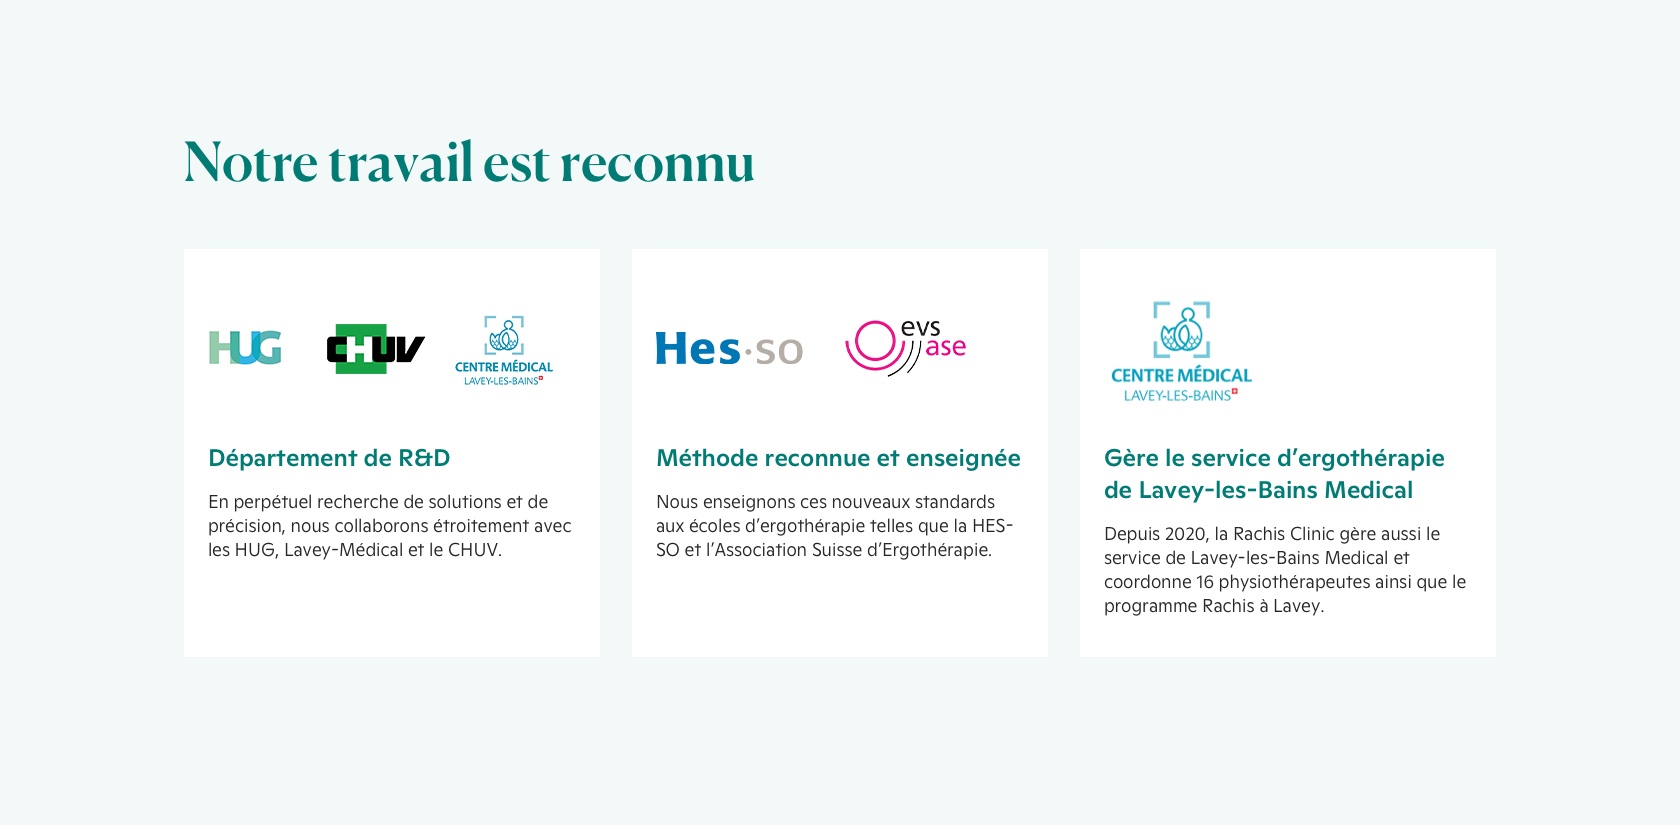 Notre travail est reconnu
HUG
CHUV
CENTRE MÉDICAL
LAVEY-LES-BAINS
Département de R&D
En perpétuel recherche de solutions et de
précision, nous collaborons étroitement avec
les HUG, Lavey-Médical et le CHUV.
Hes·so
evs
ase
Méthode reconnue et enseignée
Nous enseignons ces nouveaux standards
aux écoles d’ergothérapie telles que la HES-
SO et l’Association Suisse d’Ergothérapie.
CENTRE MÉDICAL
LAVEY-LES-BAINS
Gère le service d’ergothérapie
de Lavey-les-Bains Medical
Depuis 2020, la Rachis Clinic gère aussi le
service de Lavey-les-Bains Medical et
coordonne 16 physiothérapeutes ainsi que le
programme Rachis à Lavey.